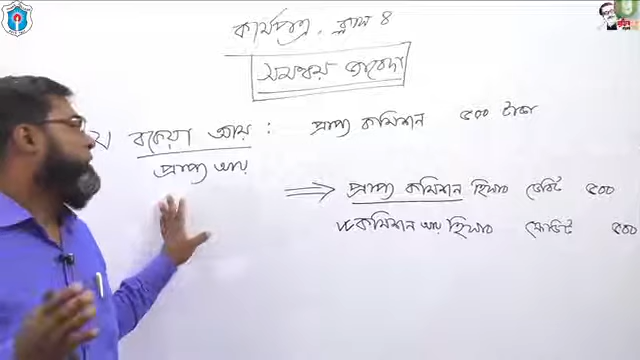 কার্যপত্র, ক্লাস ৪
সমন্বয় জাবেদা
বকেয়া আয় : প্রাপ্য কমিশন ৫০০ টাকা
প্রাপ্য আয়
⇒ প্রাপ্য কমিশন হিসাব ডেবিট ৫০০
কমিশন আয় হিসাব ক্রেডিট ৫০০